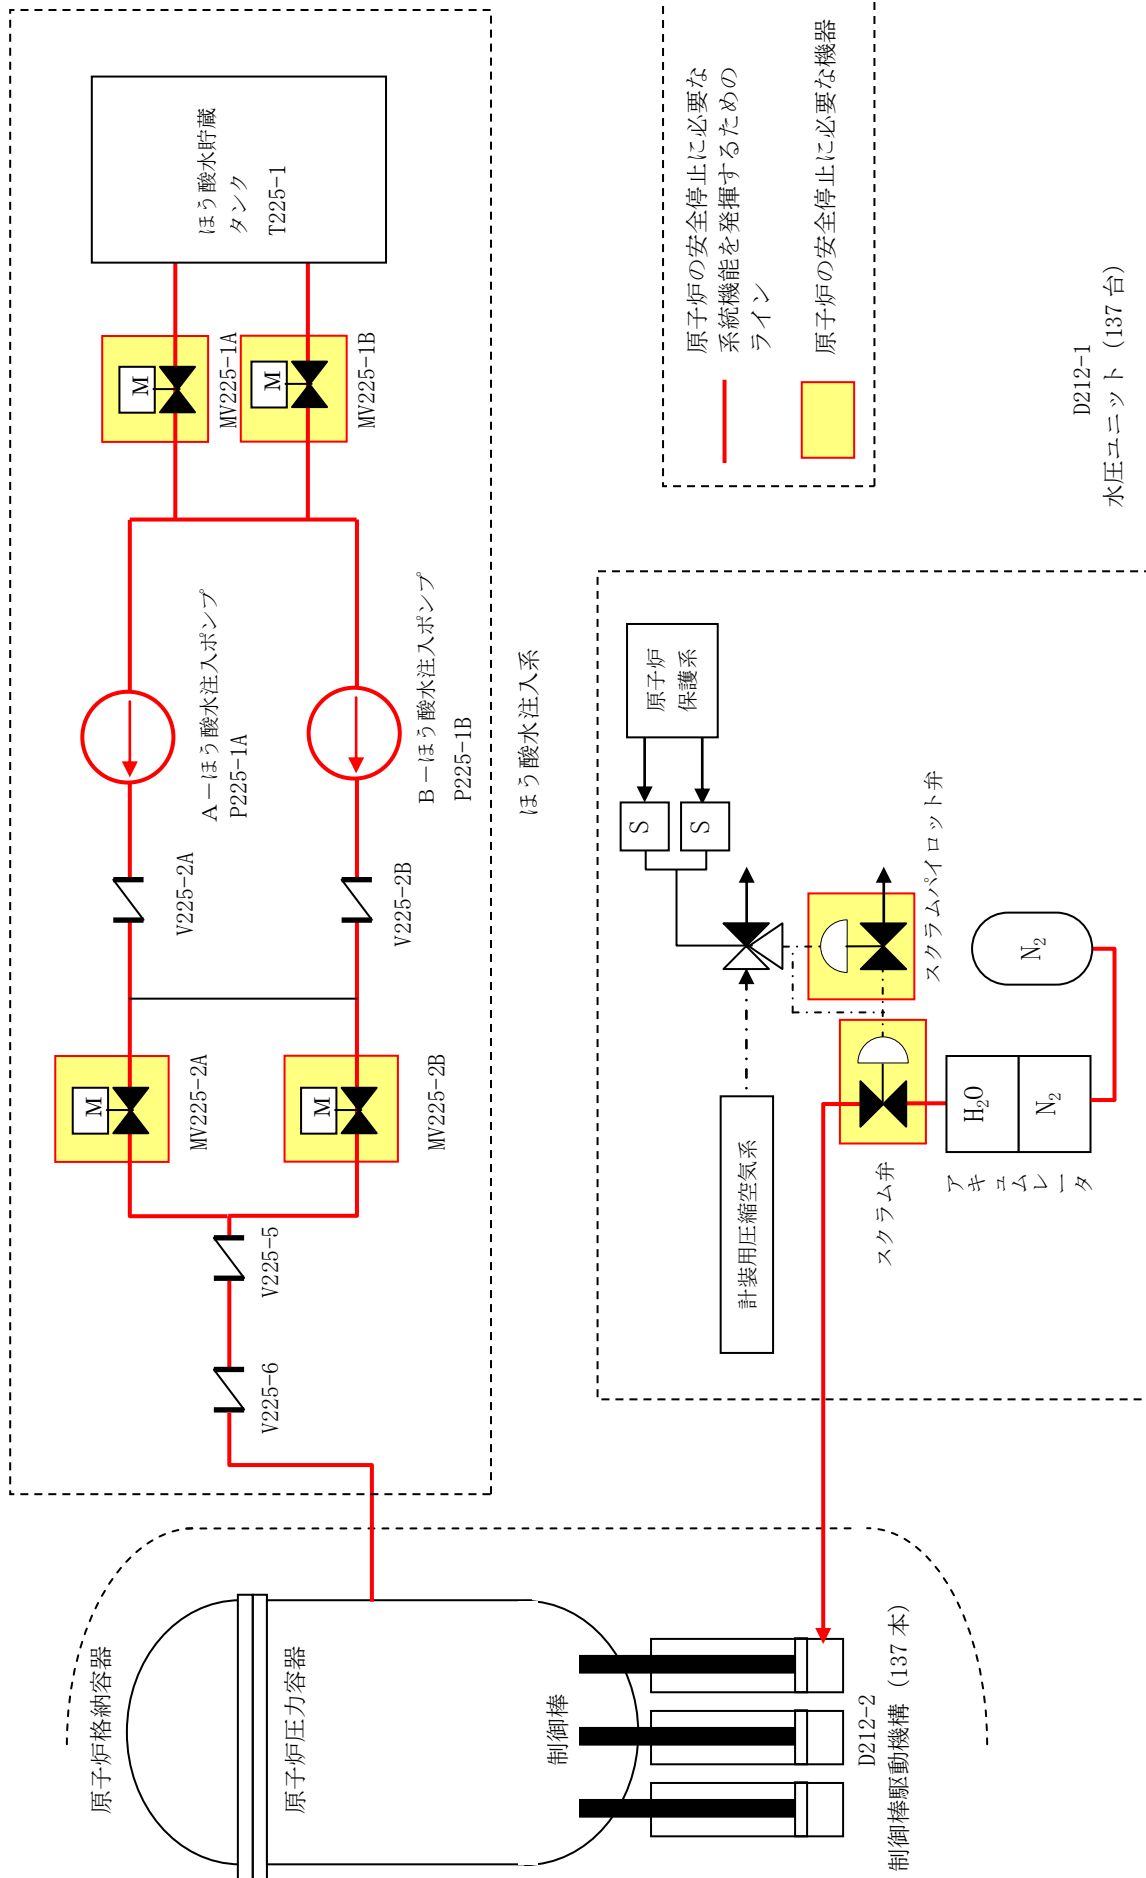 原子炉格納容器
原子炉圧力容器
制御棒
D212-2
制御棒駆動機構（137 本）
V225-6
V225-5
M
MV225-2A
M
MV225-2B
V225-2A
V225-2B
A－ほう酸水注入ポンプ
P225-1A
B－ほう酸水注入ポンプ
P225-1B
M
MV225-1A
M
MV225-1B
ほう酸水貯蔵
タンク
T225-1
ほう酸水注入系
計装用圧縮空気系
原子炉
保護系
S
S
スクラムパイロット弁
スクラム弁
アキュムレータ
H₂O
N₂
N₂
D212-1
水圧ユニット（137 台）
原子炉の安全停止に必要な
系統機能を発揮するための
ライン
原子炉の安全停止に必要な機器